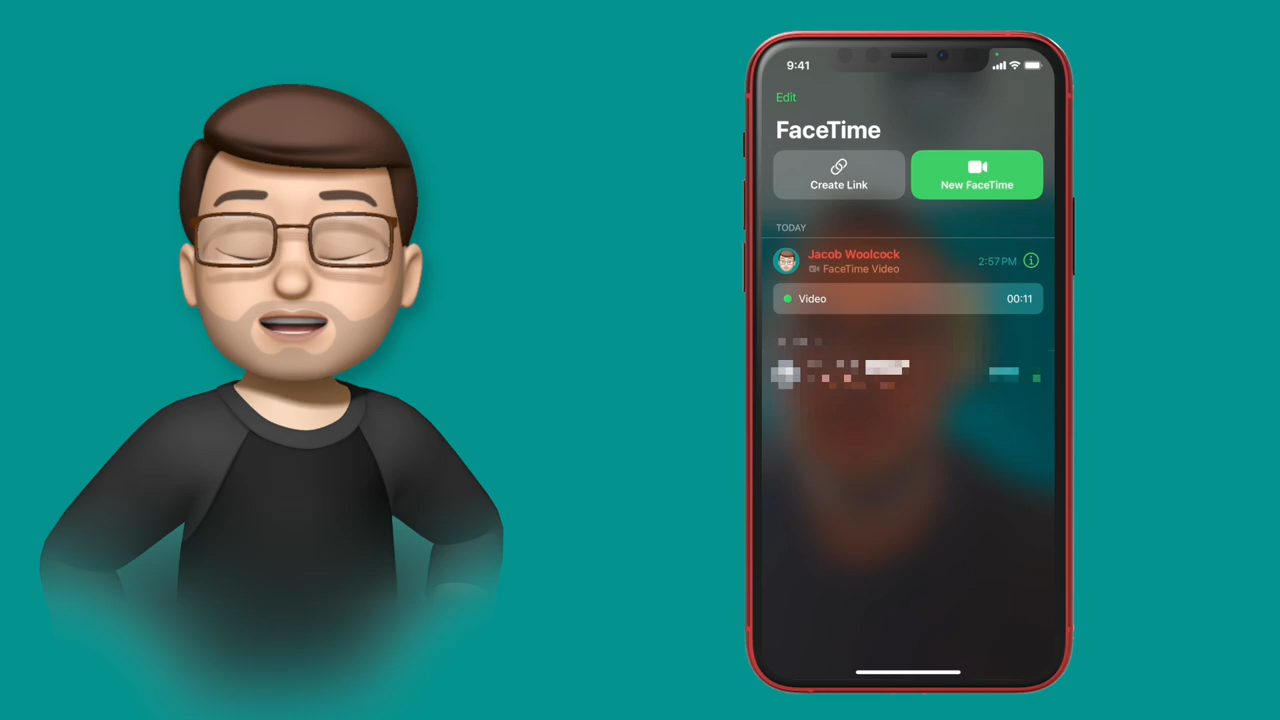 9:41
Edit
FaceTime
Create Link
New FaceTime
TODAY
Jacob Woolcock
FaceTime Video
2:57 PM
Video
00:11